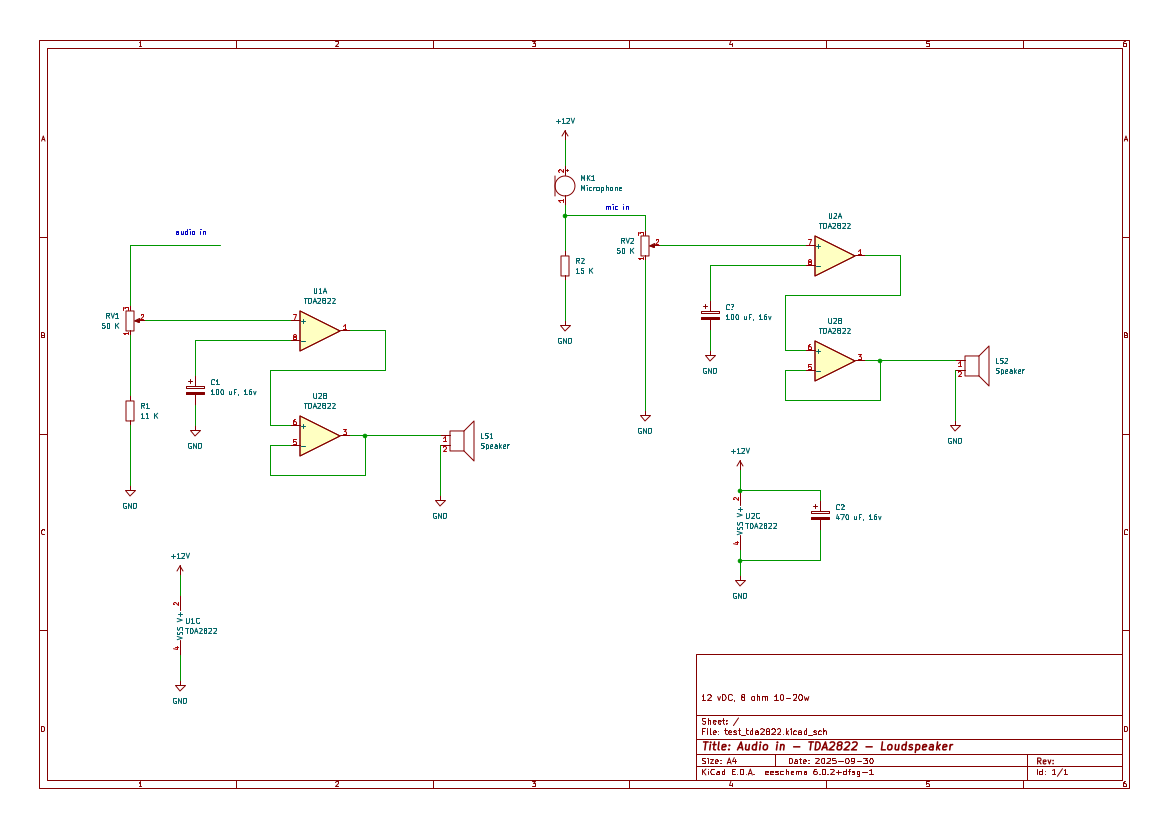 1 2 3 4 5 6
A A
+12V
2 +
MK1
Microphone
1
mic in
audio in
3
RV2
50 K
2
1
R2
15 K
GND
GND
U2A
TDA2822
7 +
8 −
1
C?
+
100 uF, 16v
GND
B B
3
RV1
50 K
2
1
U1A
TDA2822
7 +
8 −
1
U2B
TDA2822
6 +
5 −
3
1
2
LS2
Speaker
GND
+
C1
100 uF, 16v
GND
R1
11 K
GND
U2B
TDA2822
6 +
5 −
3
1
2
LS1
Speaker
GND
+12V
2
V+
VSS
4
U2C
TDA2822
+
C2
470 uF, 16v
GND
C C
+12V
2
V+
VSS
4
U1C
TDA2822
GND
D D
12 vDC, 8 ohm 10-20w
Sheet: /
File: test_tda2822.kicad_sch
Title: Audio in − TDA2822 − Loudspeaker
Size: A4 Date: 2025-09-30 Rev:
KiCad E.D.A. eeschema 6.0.2+dfsg-1 Id: 1/1
1 2 3 4 5 6